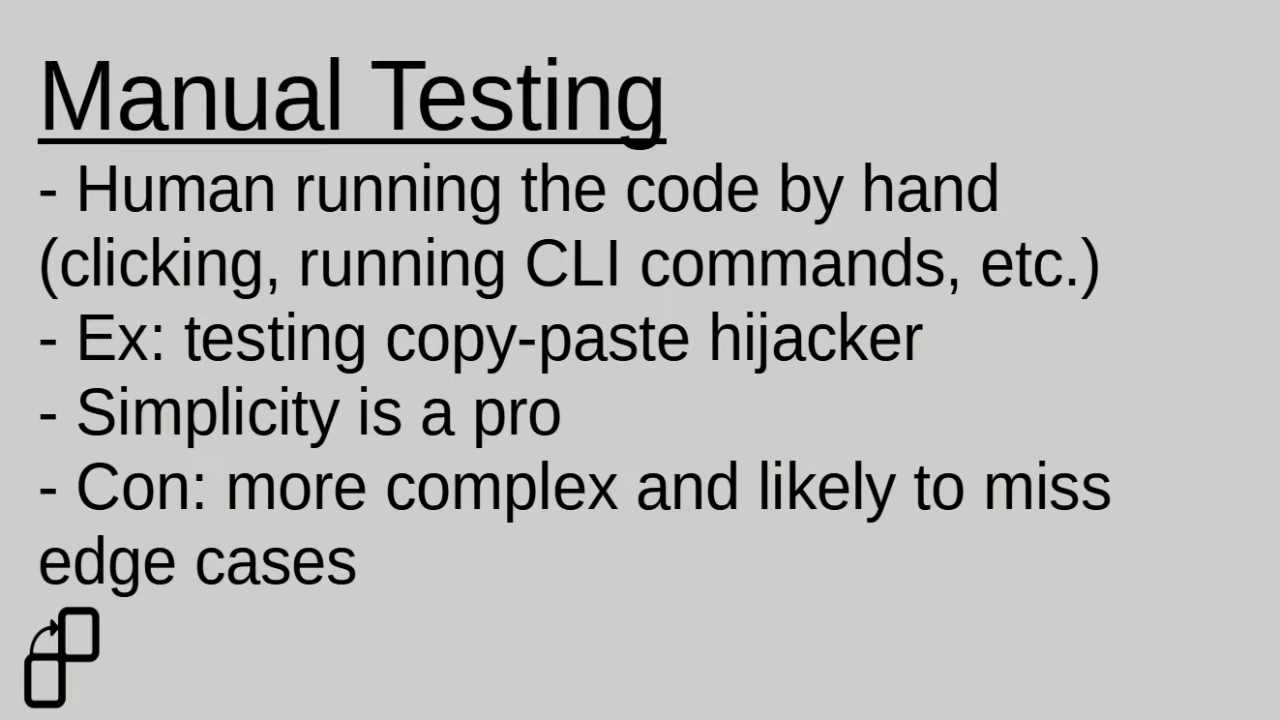 Manual Testing
- Human running the code by hand
(clicking, running CLI commands, etc.)
- Ex: testing copy-paste hijacker
- Simplicity is a pro
- Con: more complex and likely to miss
edge cases